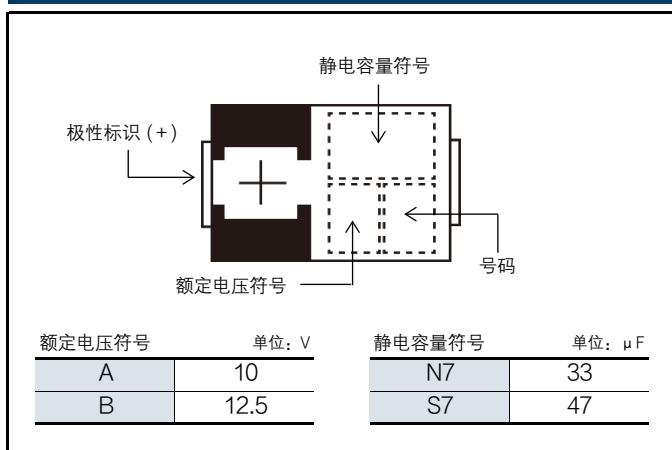 静电容量符号
极性标识 (+)
号码
额定电压符号
额定电压符号 单位: V
A 10
B 12.5
静电容量符号 单位: μF
N7 33
S7 47